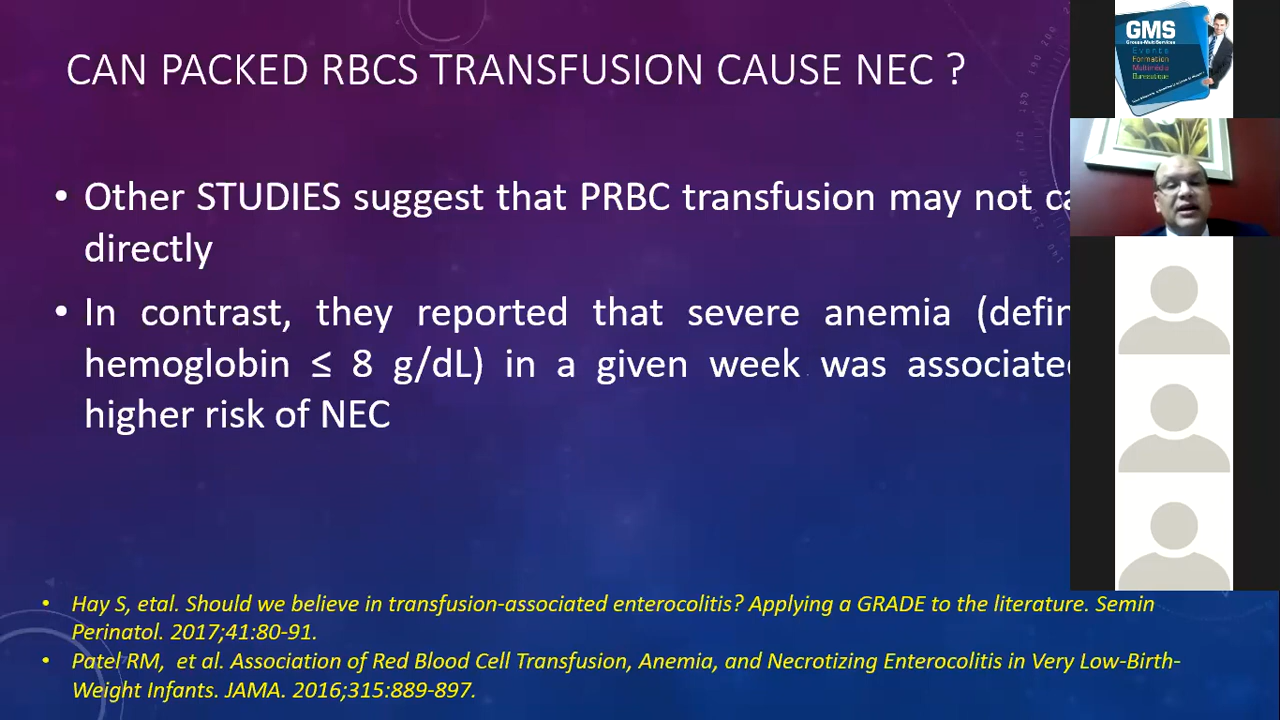 CAN PACKED RBCS TRANSFUSION CAUSE NEC ?
• Other STUDIES suggest that PRBC transfusion may not
directly
• In contrast, they reported that severe anemia
hemoglobin ≤ 8 g/dL) in a given week was
higher risk of NEC
• Hay S, etal. Should we believe in transfusion-associated enterocolitis? Applying a GRADE to the literature. Semin
Perinatol. 2017;41:80-91.
• Patel RM, et al. Association of Red Blood Cell Transfusion, Anemia, and Necrotizing Enterocolitis in Very Low-Birth-
Weight Infants. JAMA. 2016;315:889-897.
GMS
Events
Formation
Multimédia
Bureautique